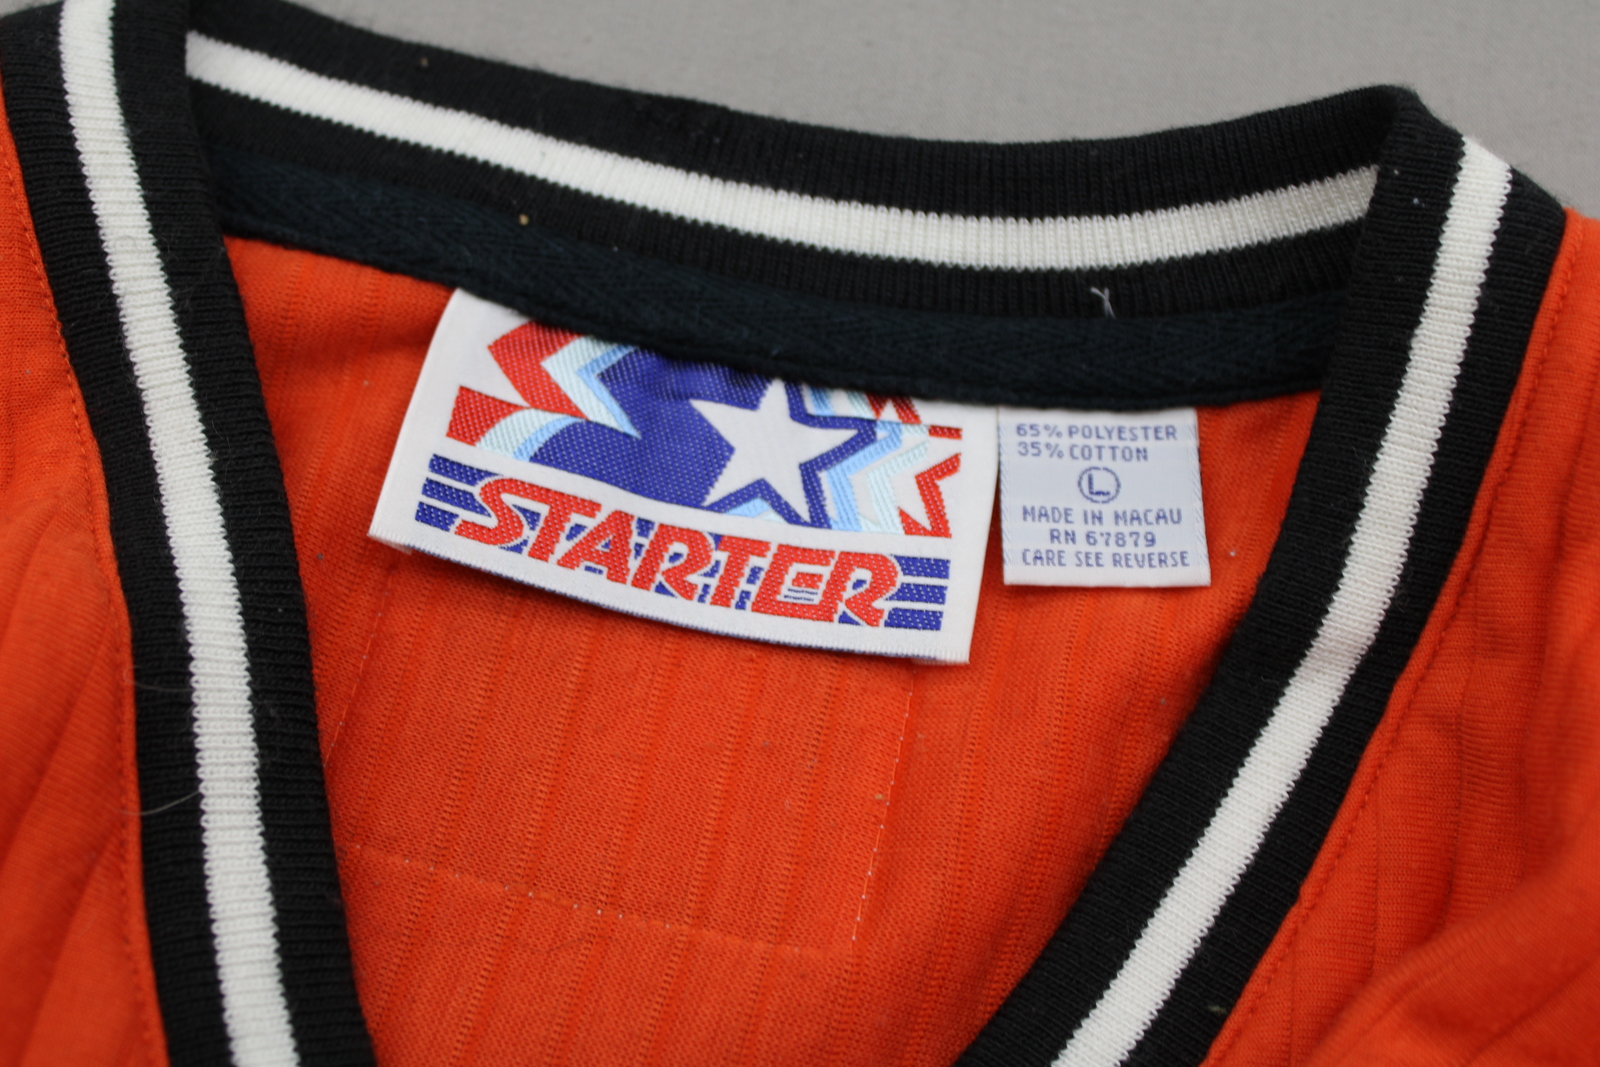 STARTER
65% POLYESTER
35% COTTON
L
MADE IN MACAU
RN 67879
CARE SEE REVERSE